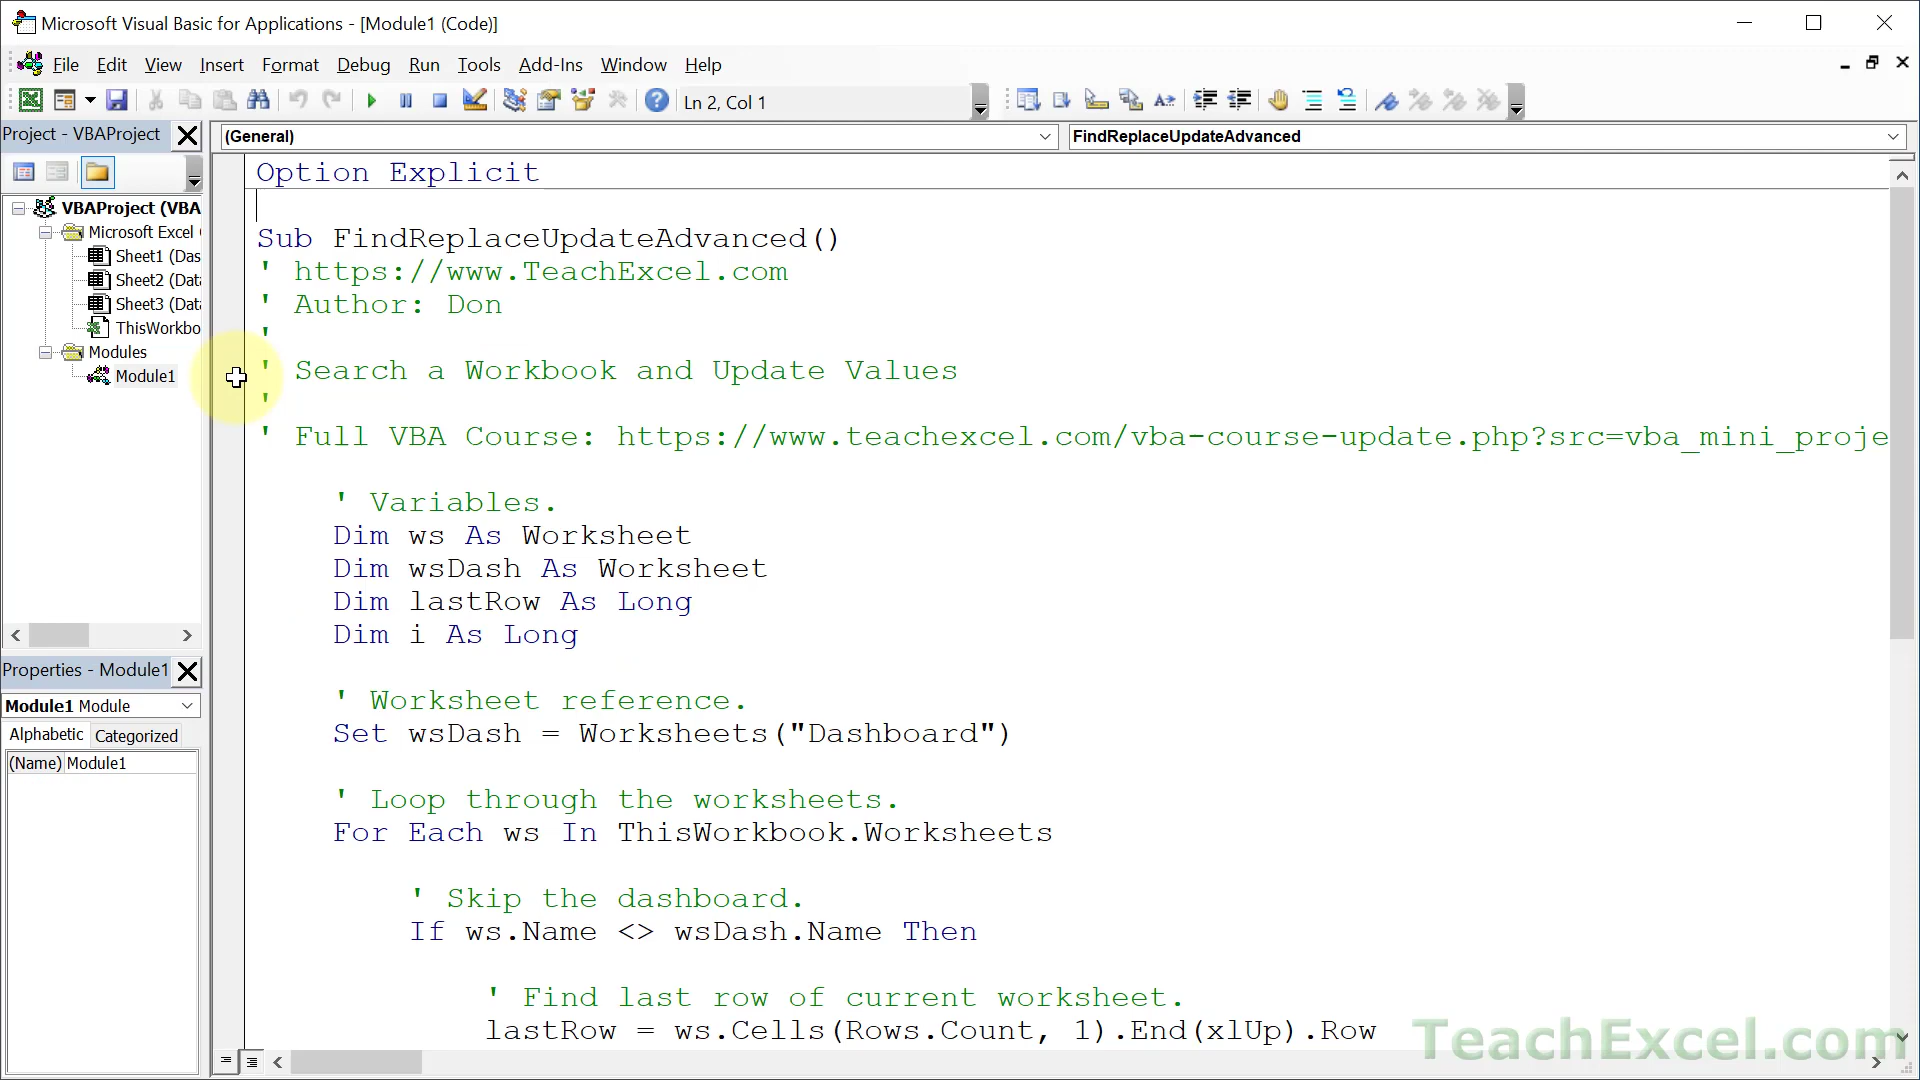 Microsoft Visual Basic for Applications - [Module1 (Code)]
File Edit View Insert Format Debug Run Tools Add-Ins Window Help
Ln 2, Col 1
Project - VBAProject
(General)
FindReplaceUpdateAdvanced
VBAProject (VBA
Microsoft Excel
Sheet1 (Das
Sheet2 (Dat
Sheet3 (Dat
ThisWorkbo
Modules
Module1
Properties - Module1
Module1 Module
Alphabetic Categorized
(Name) Module1
Option Explicit
Sub FindReplaceUpdateAdvanced()
' https://www.TeachExcel.com
' Author: Don
'
' Search a Workbook and Update Values
'
' Full VBA Course: https://www.teachexcel.com/vba-course-update.php?src=vba_mini_proje
' Variables.
Dim ws As Worksheet
Dim wsDash As Worksheet
Dim lastRow As Long
Dim i As Long
' Worksheet reference.
Set wsDash = Worksheets("Dashboard")
' Loop through the worksheets.
For Each ws In ThisWorkbook.Worksheets
' Skip the dashboard.
If ws.Name <> wsDash.Name Then
' Find last row of current worksheet.
lastRow = ws.Cells(Rows.Count, 1).End(xlUp).Row
TeachExcel.com